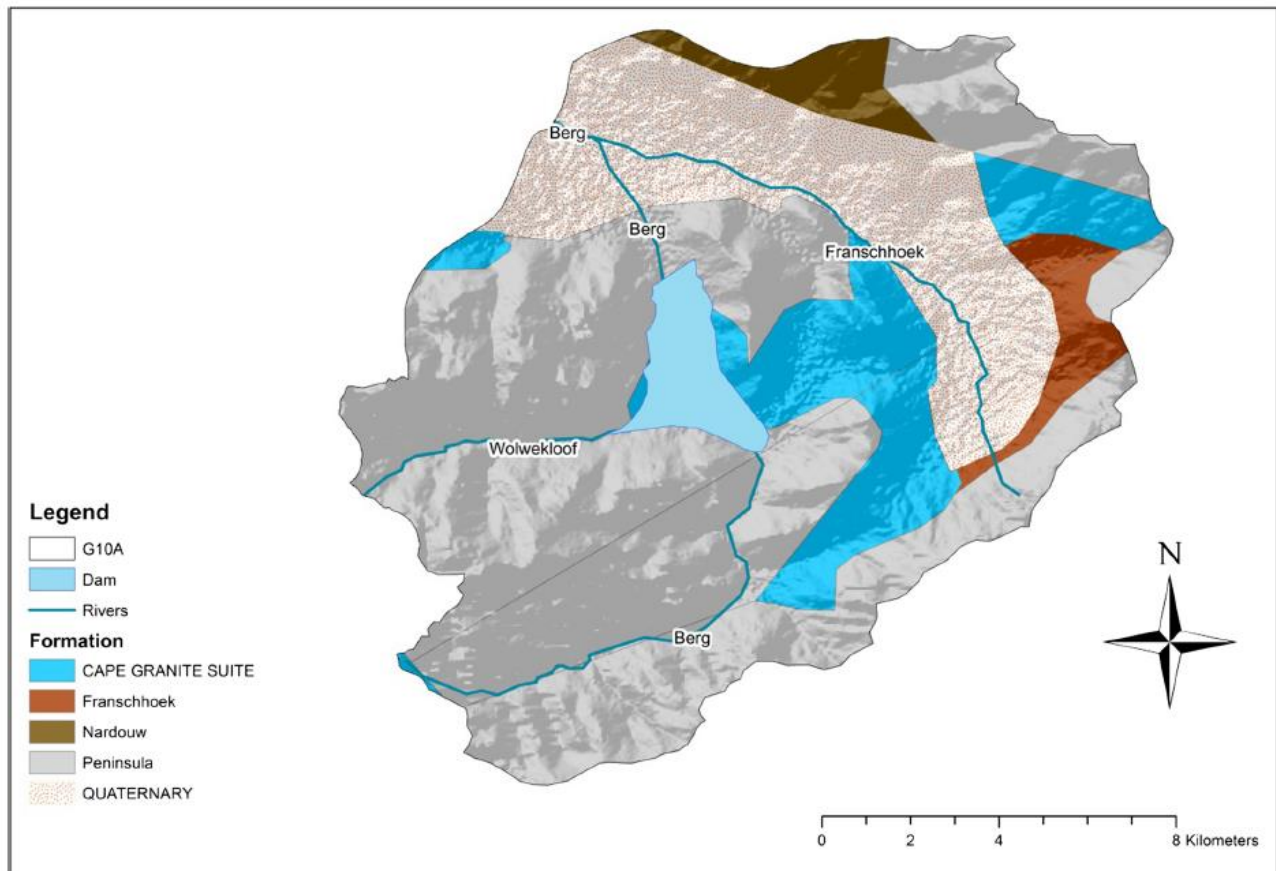 Berg
Berg
Franschhoek
Wolwekloof
Berg
Legend
G10A
Dam
Rivers
Formation
CAPE GRANITE SUITE
Franschhoek
Nardouw
Peninsula
QUATERNARY
N
0 2 4 8 Kilometers